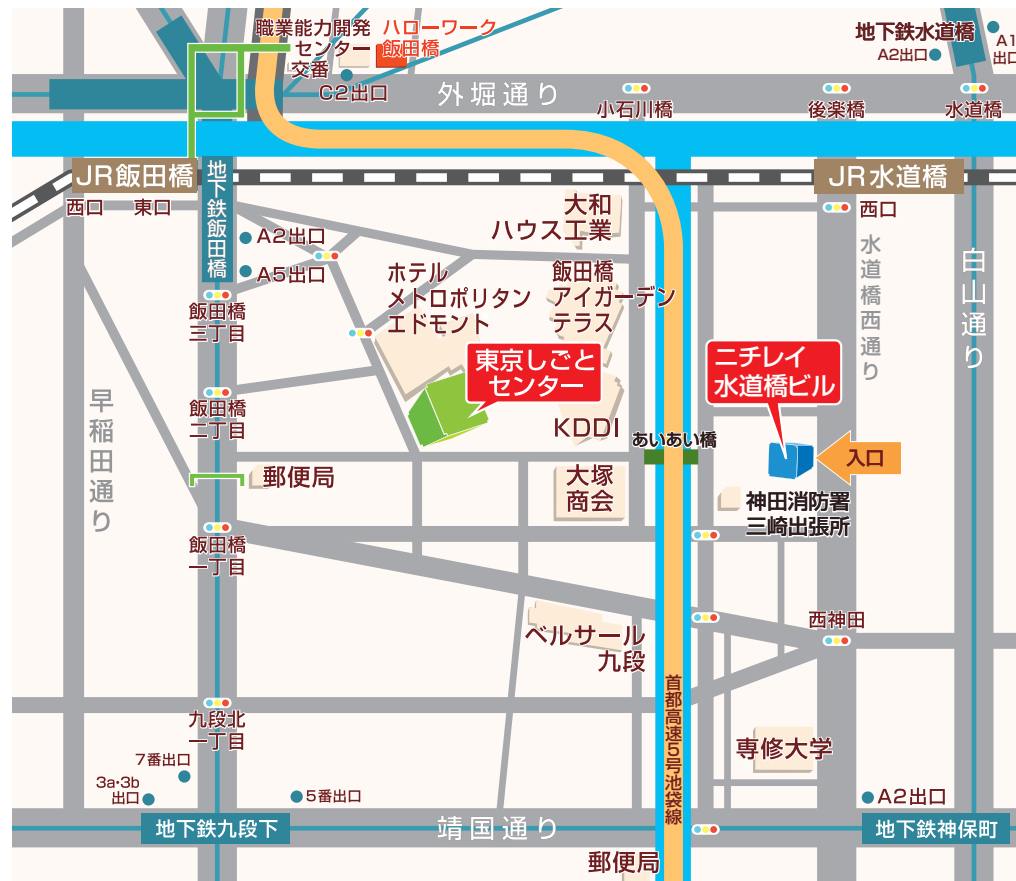 職業能力開発
センター
ハローワーク
飯田橋
交番
C2出口
地下鉄水道橋
A2出口
A1
出口
外堀通り
小石川橋
後楽橋
水道橋
JR飯田橋
西口
東口
地下鉄飯田橋
A2出口
A5出口
JR水道橋
西口
大和
ハウス工業
ホテル
メトロポリタン
エドモント
飯田橋
アイガーデン
テラス
水道橋西通り
白山通り
飯田橋
三丁目
東京しごと
センター
ニチレイ
水道橋ビル
早稲田通り
飯田橋
二丁目
KDDI
あいあい橋
入口
郵便局
大塚
商会
神田消防署
三崎出張所
飯田橋
一丁目
ベルサール
九段
西神田
首都高速5号池袋線
九段北
一丁目
専修大学
7番出口
3a・3b
出口
5番出口
A2出口
地下鉄九段下
靖国通り
地下鉄神保町
郵便局